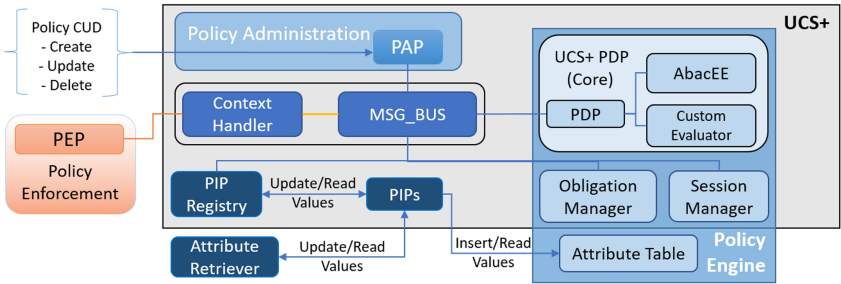 Policy CUD
- Create
- Update
- Delete
Policy Administration
PAP
UCS+
UCS+ PDP
(Core)
AbacEE
PDP
Custom
Evaluator
Context
Handler
MSG_BUS
PEP
Policy
Enforcement
PIP
Registry
Update/Read
Values
PIPs
Obligation
Manager
Session
Manager
Attribute
Retriever
Update/Read
Values
Insert/Read
Values
Attribute Table
Policy
Engine